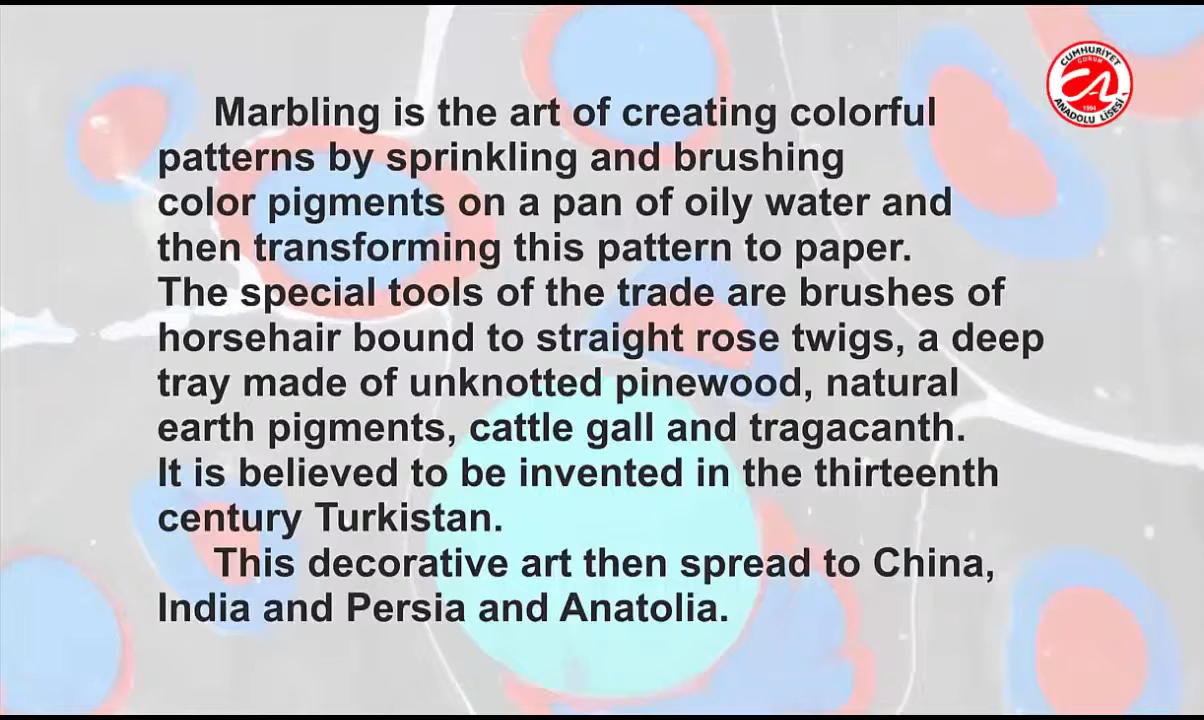 CUMHURİYET
ÇORUM
1994
ANADOLU LİSESİ
Marbling is the art of creating colorful
patterns by sprinkling and brushing
color pigments on a pan of oily water and
then transforming this pattern to paper.
The special tools of the trade are brushes of
horsehair bound to straight rose twigs, a deep
tray made of unknotted pinewood, natural
earth pigments, cattle gall and tragacanth.
It is believed to be invented in the thirteenth
century Turkistan.
This decorative art then spread to China,
India and Persia and Anatolia.